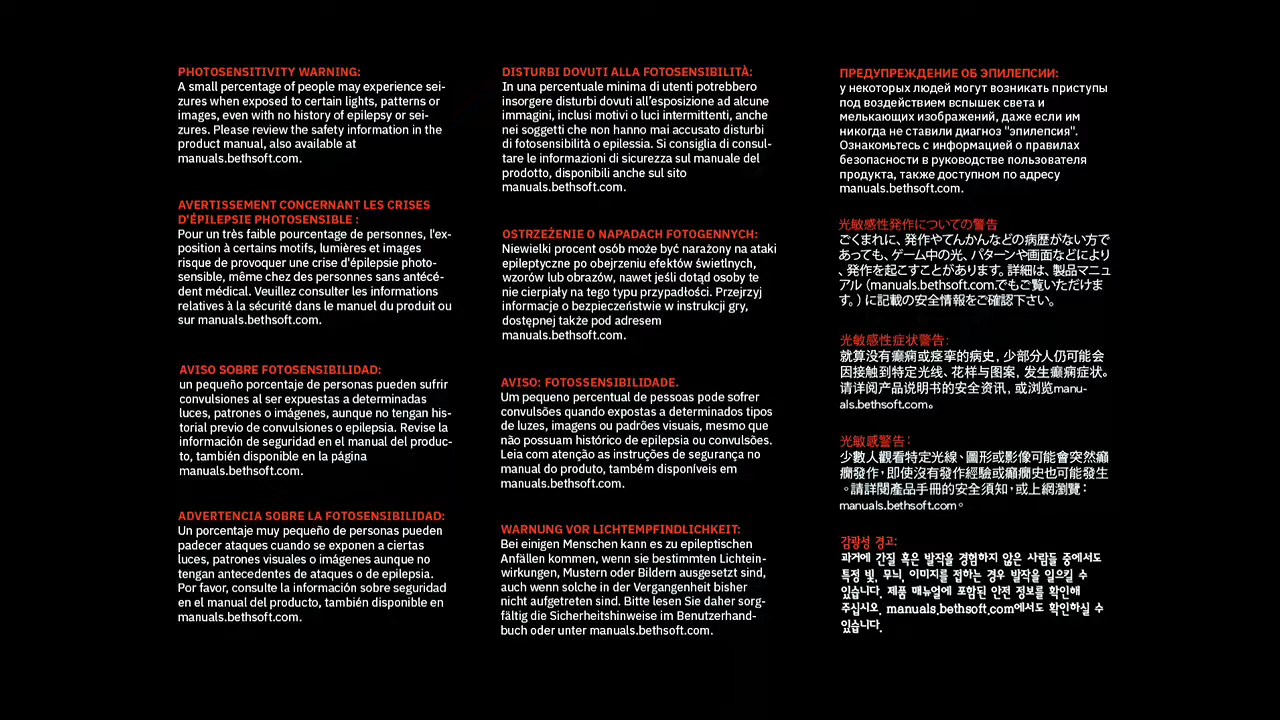 PHOTOSENSITIVITY WARNING:
A small percentage of people may experience sei-
zures when exposed to certain lights, patterns or
images, even with no history of epilepsy or sei-
zures. Please review the safety information in the
product manual, also available at
manuals.bethsoft.com.
AVERTISSEMENT CONCERNANT LES CRISES
D'ÉPILEPSIE PHOTOSENSIBLE :
Pour un très faible pourcentage de personnes, l'ex-
position à certains motifs, lumières et images
risque de provoquer une crise d'épilepsie photo-
sensible, même chez des personnes sans antécé-
dent médical. Veuillez consulter les informations
relatives à la sécurité dans le manuel du produit ou
sur manuals.bethsoft.com.
AVISO SOBRE FOTOSENSIBILIDAD:
un pequeño porcentaje de personas pueden sufrir
convulsiones al ser expuestas a determinadas
luces, patrones o imágenes, aunque no tengan his-
torial previo de convulsiones o epilepsia. Revise la
información de seguridad en el manual del produc-
to, también disponible en la página
manuals.bethsoft.com.
ADVERTENCIA SOBRE LA FOTOSENSIBILIDAD:
Un porcentaje muy pequeño de personas pueden
padecer ataques cuando se exponen a ciertas
luces, patrones visuales o imágenes aunque no
tengan antecedentes de ataques o de epilepsia.
Por favor, consulte la información sobre seguridad
en el manual del producto, también disponible en
manuals.bethsoft.com.
DISTURBI DOVUTI ALLA FOTOSENSIBILITÀ:
In una percentuale minima di utenti potrebbero
insorgere disturbi dovuti all'esposizione ad alcune
immagini, inclusi motivi o luci intermittenti, anche
nei soggetti che non hanno mai accusato disturbi
di fotosensibilità o epilessia. Si consiglia di consul-
tare le informazioni di sicurezza sul manuale del
prodotto, disponibili anche sul sito
manuals.bethsoft.com.
OSTRZEŻENIE O NAPADACH FOTOGENNYCH:
Niewielki procent osób może być narażony na ataki
epileptyczne po obejrzeniu efektów świetlnych,
wzorów lub obrazów, nawet jeśli dotąd osoby te
nie cierpiały na tego typu przypadłości. Przejrzyj
informacje o bezpieczeństwie w instrukcji gry,
dostępnej także pod adresem
manuals.bethsoft.com.
AVISO: FOTOSSENSIBILIDADE.
Um pequeno percentual de pessoas pode sofrer
convulsões quando expostas a determinados tipos
de luzes, imagens ou padrões visuais, mesmo que
não possuam histórico de epilepsia ou convulsões.
Leia com atenção as instruções de segurança no
manual do produto, também disponíveis em
manuals.bethsoft.com.
WARNUNG VOR LICHTEMPFINDLICHKEIT:
Bei einigen Menschen kann es zu epileptischen
Anfällen kommen, wenn sie bestimmten Lichtein-
wirkungen, Mustern oder Bildern ausgesetzt sind,
auch wenn solche in der Vergangenheit bisher
nicht aufgetreten sind. Bitte lesen Sie daher sorg-
fältig die Sicherheitshinweise im Benutzerhand-
buch oder unter manuals.bethsoft.com.
ПРЕДУПРЕЖДЕНИЕ ОБ ЭПИЛЕПСИИ:
у некоторых людей могут возникать приступы
под воздействием вспышек света и
мелькающих изображений, даже если им
никогда не ставили диагноз "эпилепсия".
Ознакомьтесь с информацией о правилах
безопасности в руководстве пользователя
продукта, также доступном по адресу
manuals.bethsoft.com.
光敏感性発作についての警告
ごくまれに、発作やてんかんなどの病歴がない方で
あっても、ゲーム中の光、パターンや画面などにより
、発作を起こすことがあります。詳細は、製品マニュ
アル（manuals.bethsoft.comでもご覧いただけま
す。）に記載の安全情報をご確認下さい。
光敏感性症状警告:
就算没有癫痫或痉挛的病史，少部分人仍可能会
因接触到特定光线、花样与图案，发生癫痫症状。
请详阅产品说明书的安全资讯，或浏览manu-
als.bethsoft.com。
光敏感警告：
少數人觀看特定光線、圖形或影像可能會突然癲
癇發作，即使沒有發作經驗或癲癇史也可能發生
。請詳閱產品手冊的安全須知，或上網瀏覽：
manuals.bethsoft.com。
감광성 경고:
과거에 간질 혹은 발작을 경험하지 않은 사람들 중에서도
특정 빛, 무늬, 이미지를 접하는 경우 발작을 일으킬 수
있습니다. 제품 매뉴얼에 포함된 안전 정보를 확인해
주십시오. manuals.bethsoft.com에서도 확인하실 수
있습니다.